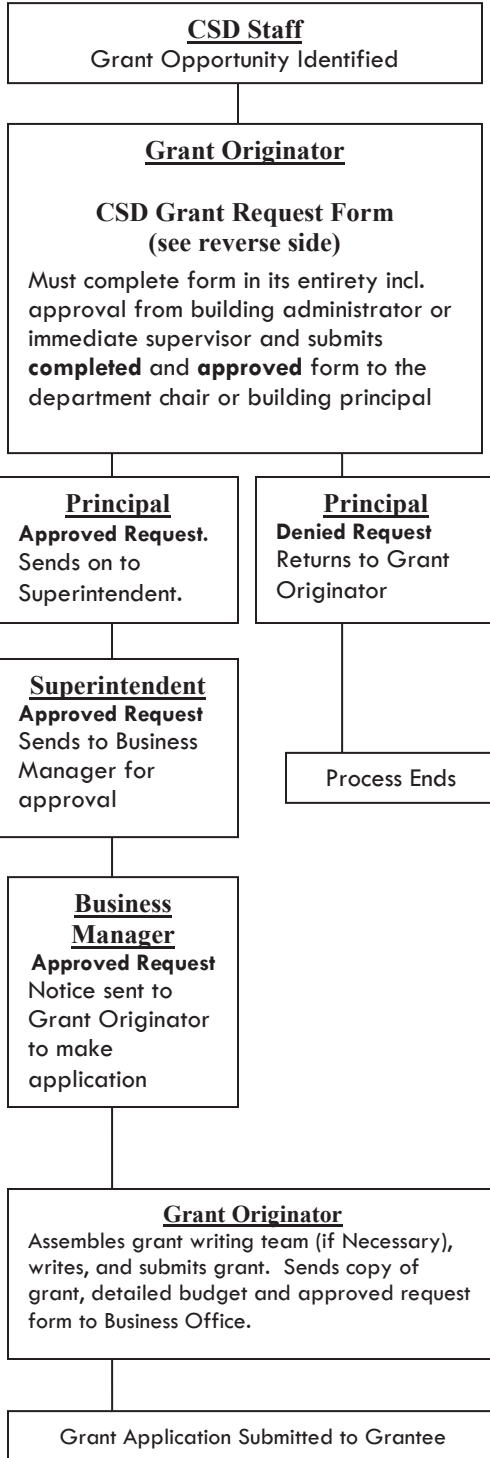 CSD Staff
Grant Opportunity Identified
Grant Originator
CSD Grant Request Form
(see reverse side)
Must complete form in its entirety incl.
approval from building administrator or
immediate supervisor and submits
completed and approved form to the
department chair or building principal
Principal
Approved Request.
Sends on to
Superintendent.
Principal
Denied Request
Returns to Grant
Originator
Superintendent
Approved Request
Sends to Business
Manager for
approval
Process Ends
Business
Manager
Approved Request
Notice sent to
Grant Originator
to make
application
Grant Originator
Assembles grant writing team (if Necessary),
writes, and submits grant.  Sends copy of
grant, detailed budget and approved request
form to Business Office.
Grant Application Submitted to Grantee